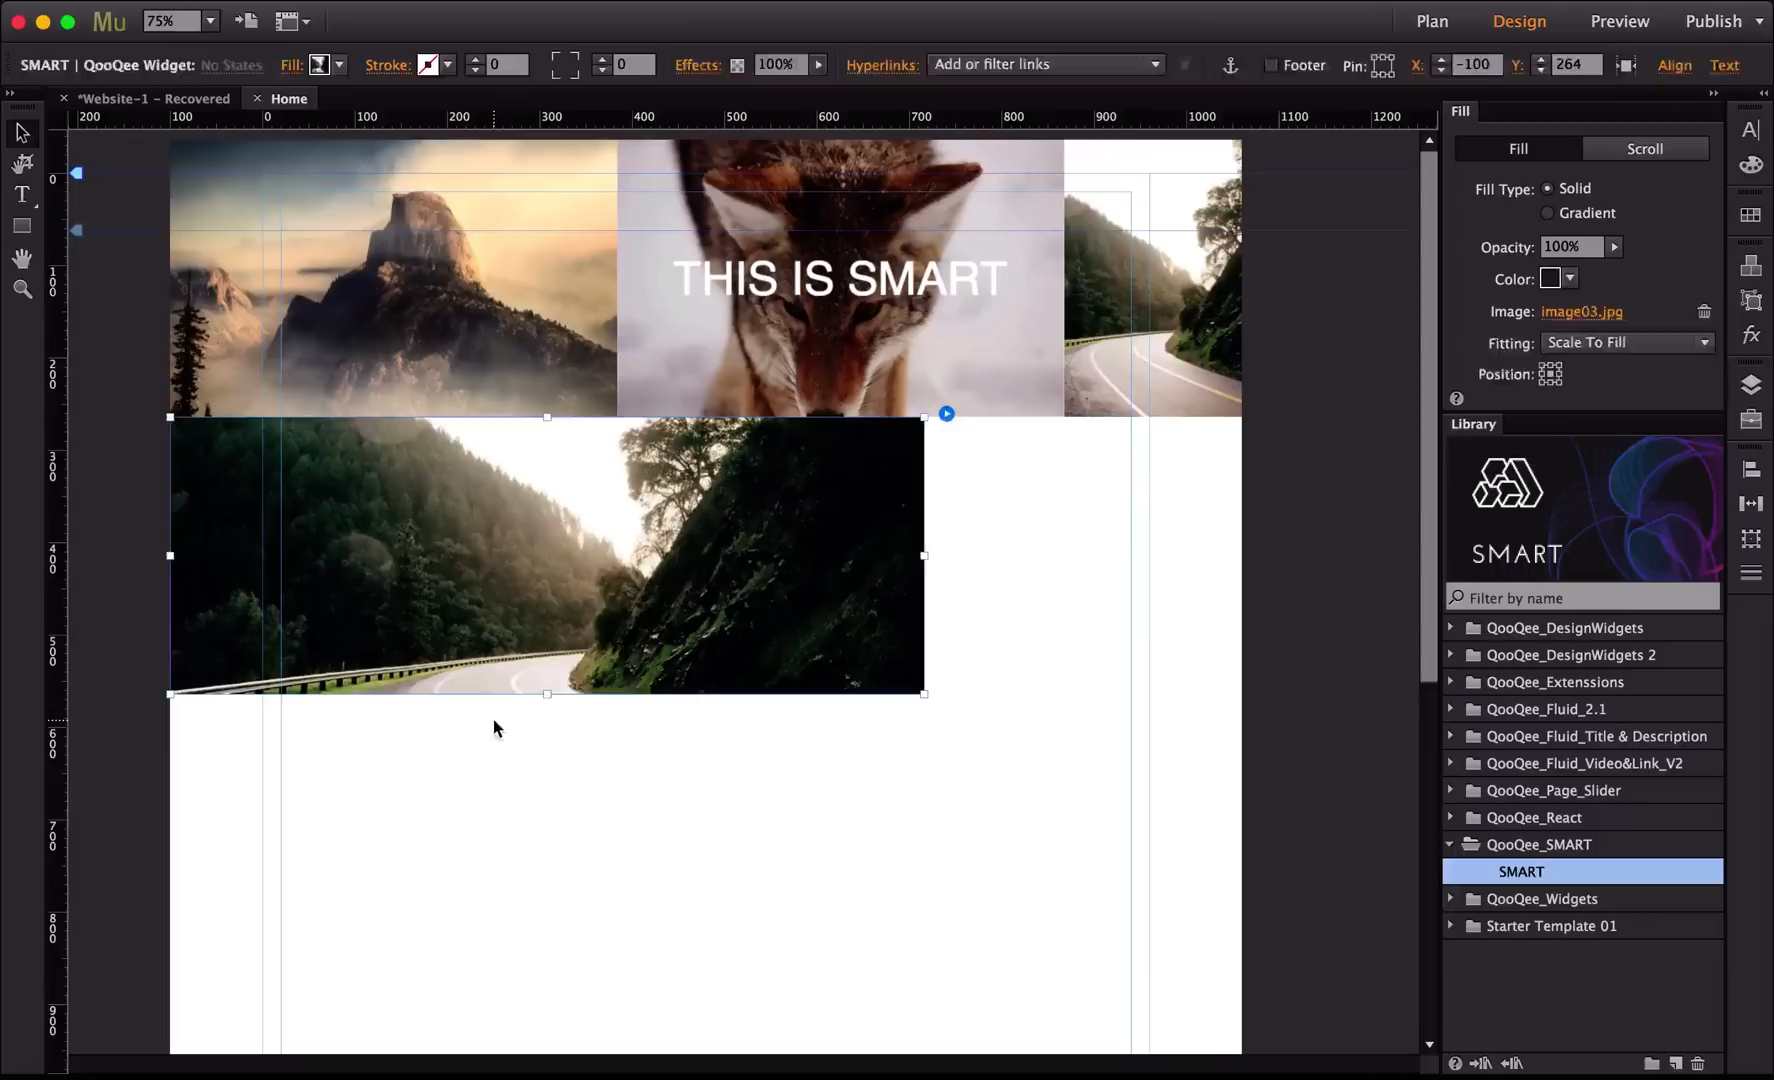 Mu
75%
Plan
Design
Preview
Publish
SMART | QooQee Widget: No States
Fill:
Stroke:
0
0
Effects:
100%
Hyperlinks:
Add or filter links
Footer
Pin:
X:
-100
Y:
264
Align
Text
*Website-1 - Recovered
Home
200
100
0
100
200
300
400
500
600
700
800
900
1000
1100
1200
0
100
200
300
400
500
600
700
800
900
THIS IS SMART
Fill
Fill
Scroll
Fill Type:
Solid
Gradient
Opacity:
100%
Color:
Image:
image03.jpg
Fitting:
Scale To Fill
Position:
Library
SMART
Filter by name
QooQee_DesignWidgets
QooQee_DesignWidgets 2
QooQee_Extenssions
QooQee_Fluid_2.1
QooQee_Fluid_Title & Description
QooQee_Fluid_Video&Link_V2
QooQee_Page_Slider
QooQee_React
QooQee_SMART
SMART
QooQee_Widgets
Starter Template 01